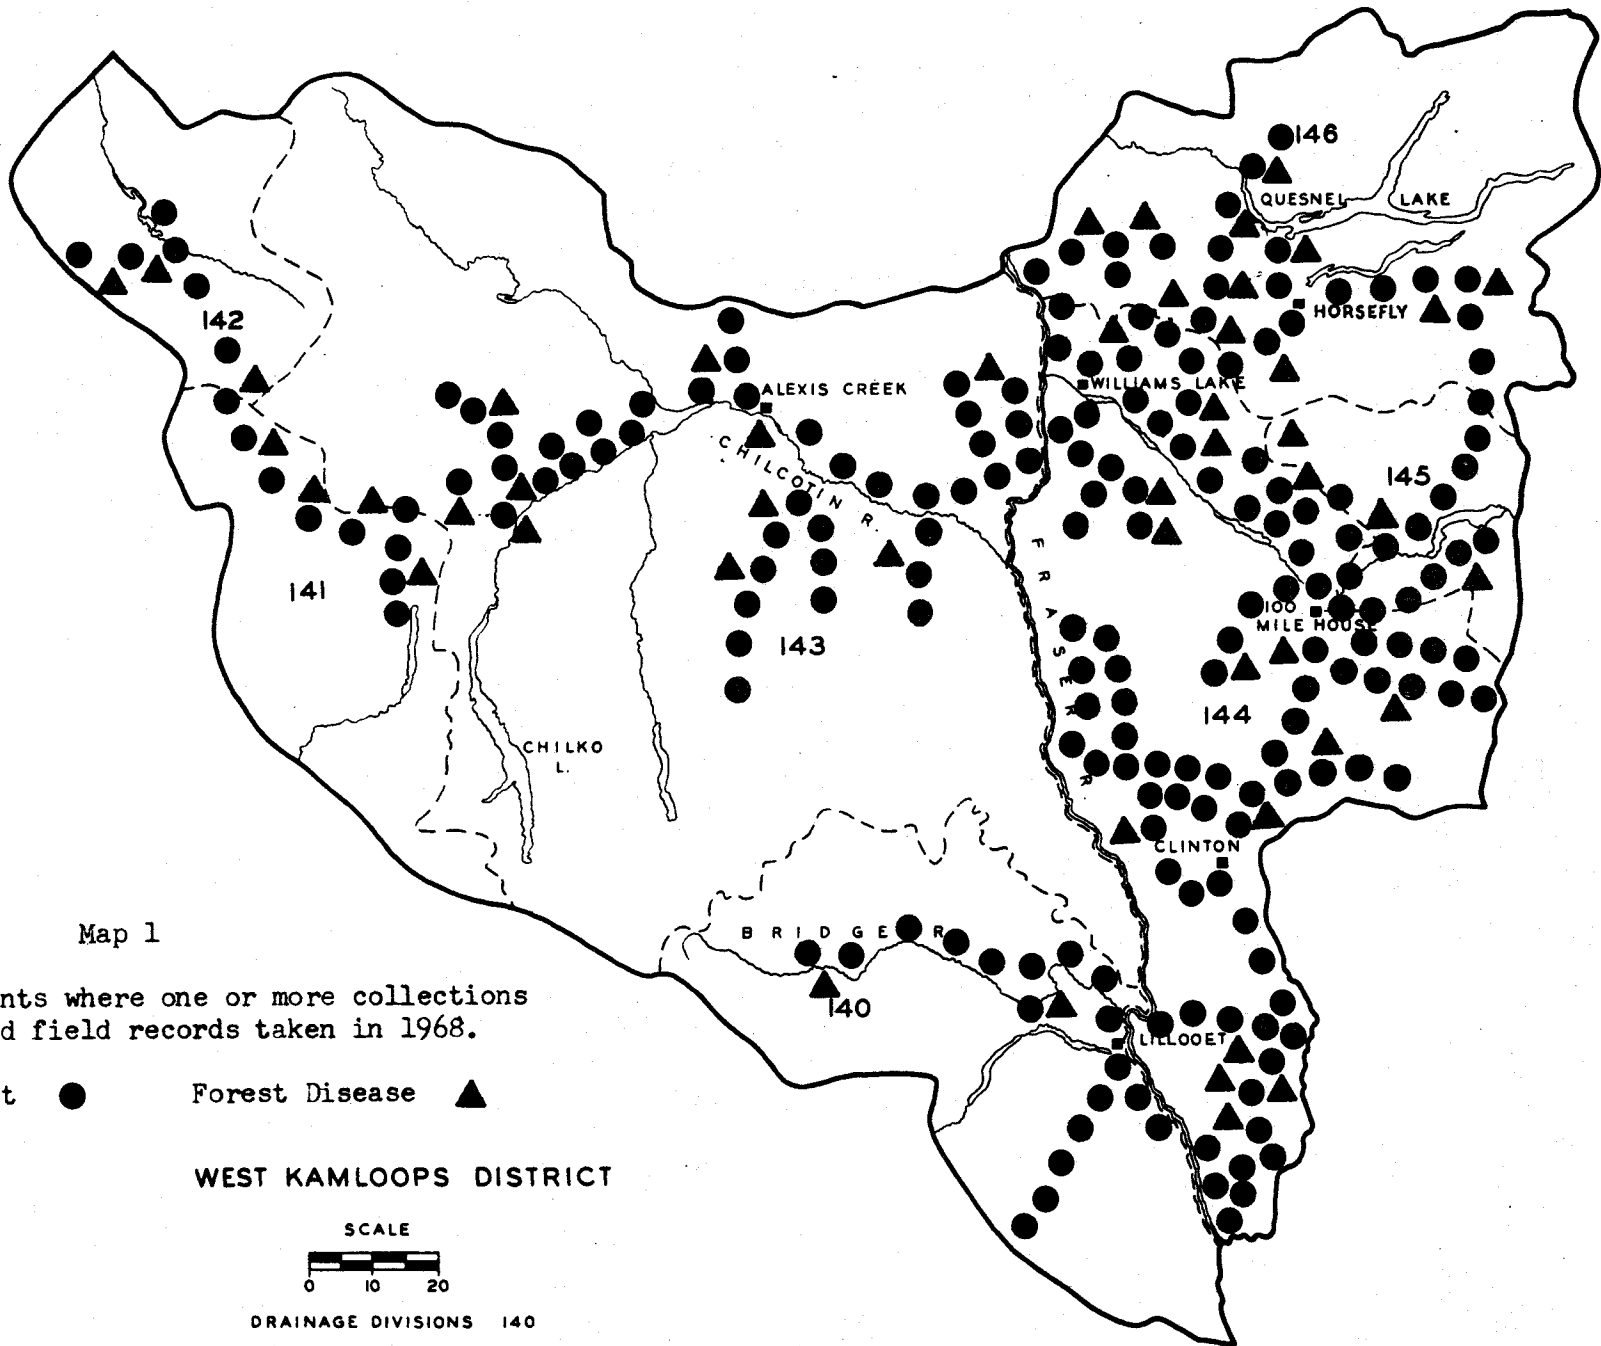 146
QUESNEL LAKE
HORSEFLY
142
WILLIAMS LAKE
ALEXIS CREEK
CHILCOTIN R.
145
FRASER R.
141
100
MILE HOUSE
143
144
CHILKO
L.
CLINTON
BRIDGE R
140
LILLOOET
Map 1
nts where one or more collections
d field records taken in 1968.
t Forest Disease
WEST KAMLOOPS DISTRICT
SCALE
0 10 20
DRAINAGE DIVISIONS 140